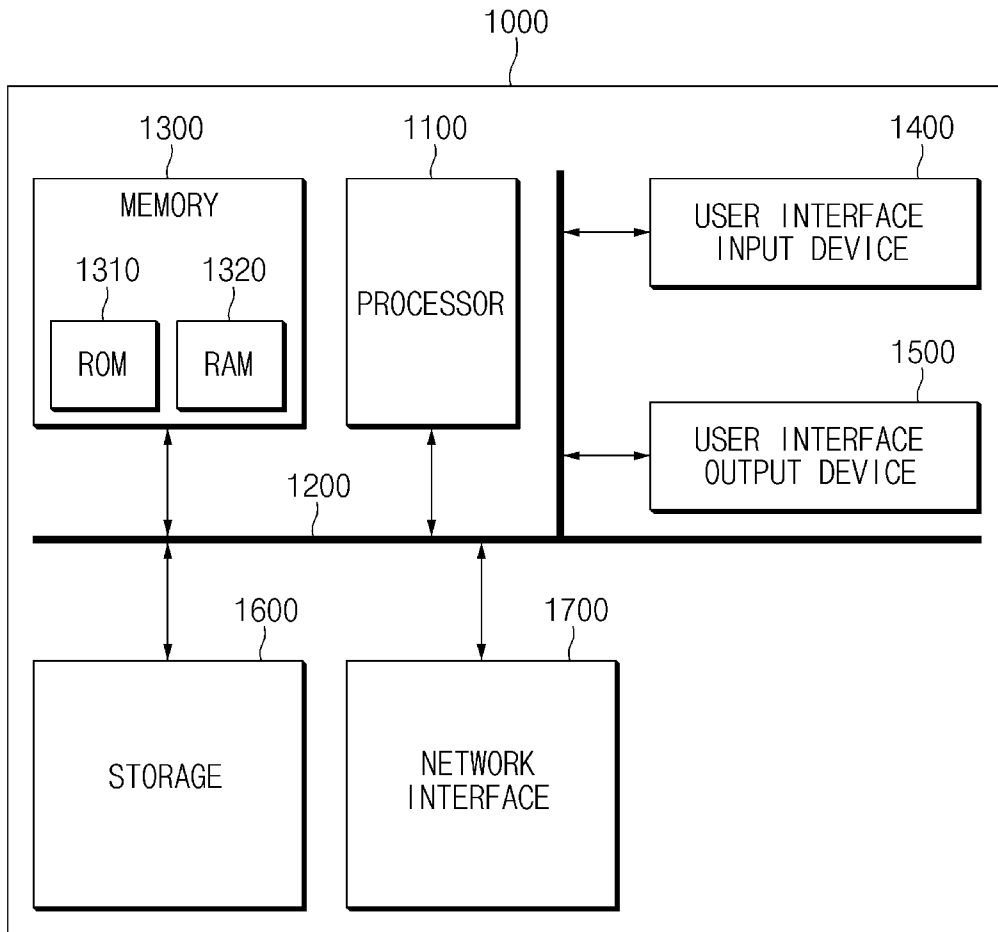 1000
1300
1100
1400
MEMORY
1310
1320
ROM
RAM
PROCESSOR
USER INTERFACE
INPUT DEVICE
1500
USER INTERFACE
OUTPUT DEVICE
1200
1600
1700
STORAGE
NETWORK
INTERFACE